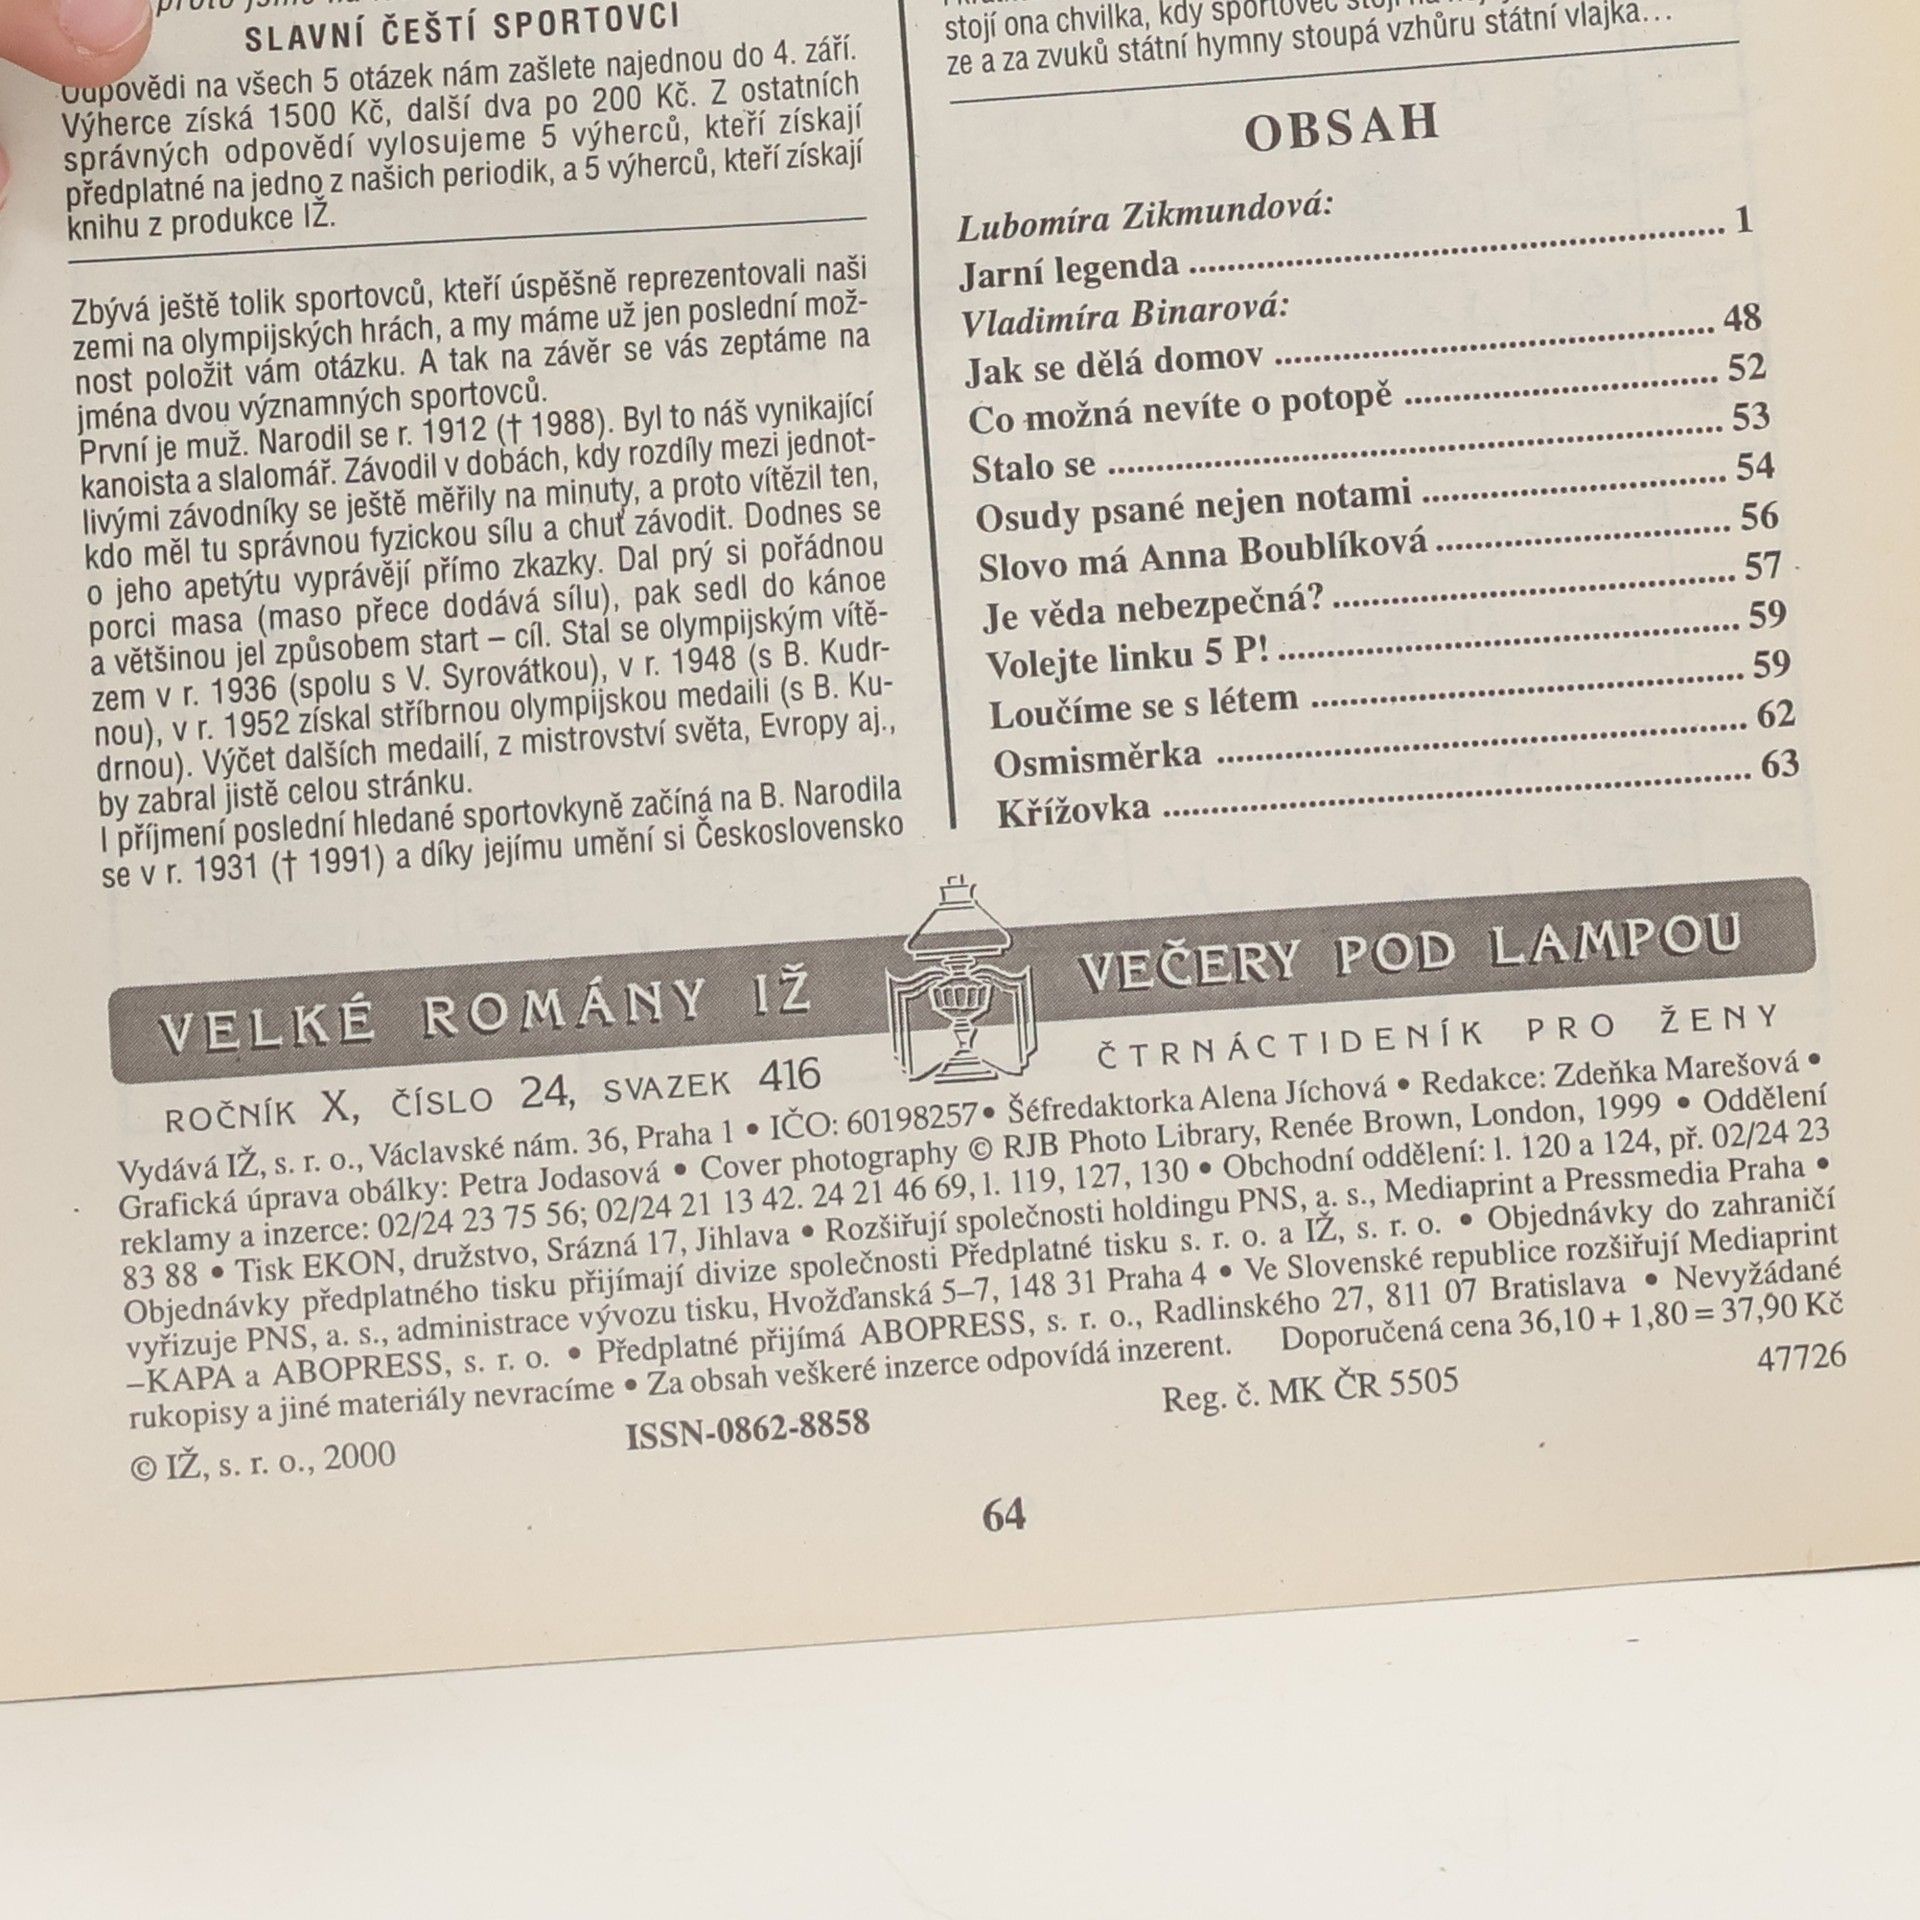 SLAVNÍ ČEŠTÍ SPORTOVCI
Odpovědi na všech 5 otázek nám zašlete najednou do 4. září.
Výherce získá 1500 Kč, další dva po 200 Kč. Z ostatních
správných odpovědí vylosujeme 5 výherců, kteří získají
předplatné na jedno z našich periodik, a 5 výherců, kteří získají
knihu z produkce IŽ.
Zbývá ještě tolik sportovců, kteří úspěšně reprezentovali naši
zemi na olympijských hrách, a my máme už jen poslední mož-
nost položit vám otázku. A tak na závěr se vás zeptáme na
jména dvou významných sportovců.
První je muž. Narodil se r. 1912 († 1988). Byl to náš vynikající
kanoista a slalomář. Závodil v dobách, kdy rozdíly mezi jednot-
livými závodníky se ještě měřily na minuty, a proto vítězil ten,
kdo měl tu správnou fyzickou sílu a chuť závodit. Dodnes se
o jeho apetýtu vyprávějí přímo zkazky. Dal prý si pořádnou
porci masa (maso přece dodává sílu), pak sedl do kánoe
a většinou jel způsobem start – cíl. Stal se olympijským vítě-
zem v r. 1936 (spolu s V. Syrovátkou), v r. 1948 (s B. Kudr-
nou), v r. 1952 získal stříbrnou olympijskou medaili (s B. Ku-
drnou). Výčet dalších medailí, z mistrovství světa, Evropy aj.,
by zabral jistě celou stránku.
I příjmení poslední hledané sportovkyně začíná na B. Narodila
se v r. 1931 († 1991) a díky jejímu umění si Československo
stojí ona chvilka, kdy sportovec stojí na
ze a za zvuků státní hymny stoupá vzhůru státní vlajka...
OBSAH
Lubomíra Zikmundová:
Jarní legenda ........ 1
Vladimíra Binarová:
Jak se dělá domov ........ 48
Co možná nevíte o potopě ........ 52
Stalo se ........ 53
Osudy psané nejen notami ........ 54
Slovo má Anna Boublíková ........ 56
Je věda nebezpečná? ........ 57
Volejte linku 5 P! ........ 59
Loučíme se s létem ........ 59
Osmisměrka ........ 62
Křížovka ........ 63
VELKÉ ROMÁNY IŽ
VEČERY POD LAMPOU
ROČNÍK X, ČÍSLO 24, SVAZEK 416
ČTRNÁCTIDENÍK PRO ŽENY
Vydává IŽ, s. r. o., Václavské nám. 36, Praha 1 • IČO: 60198257 • Šéfredaktorka Alena Jíchová • Redakce: Zdeňka Marešová •
Grafická úprava obálky: Petra Jodasová • Cover photography © RJB Photo Library, Renée Brown, London, 1999 • Oddělení
reklamy a inzerce: 02/24 23 75 56; 02/24 21 13 42. 24 21 46 69, l. 119, 127, 130 • Obchodní oddělení: l. 120 a 124, př. 02/24 23
83 88 • Tisk EKON, družstvo, Srázná 17, Jihlava • Rozšiřují společnosti holdingu PNS, a. s., Mediaprint a Pressmedia Praha •
Objednávky předplatného tisku přijímají divize společnosti Předplatné tisku s. r. o. a IŽ, s. r. o. • Objednávky do zahraničí
vyřizuje PNS, a. s., administrace vývozu tisku, Hvožďanská 5–7, 148 31 Praha 4 • Ve Slovenské republice rozšiřují Mediaprint
–KAPA a ABOPRESS, s. r. o. • Předplatné přijímá ABOPRESS, s. r. o., Radlinského 27, 811 07 Bratislava • Nevyžádané
rukopisy a jiné materiály nevracíme • Za obsah veškeré inzerce odpovídá inzerent. Doporučená cena 36,10 + 1,80 = 37,90 Kč
© IŽ, s. r. o., 2000 ISSN-0862-8858 Reg. č. MK ČR 5505 47726
64